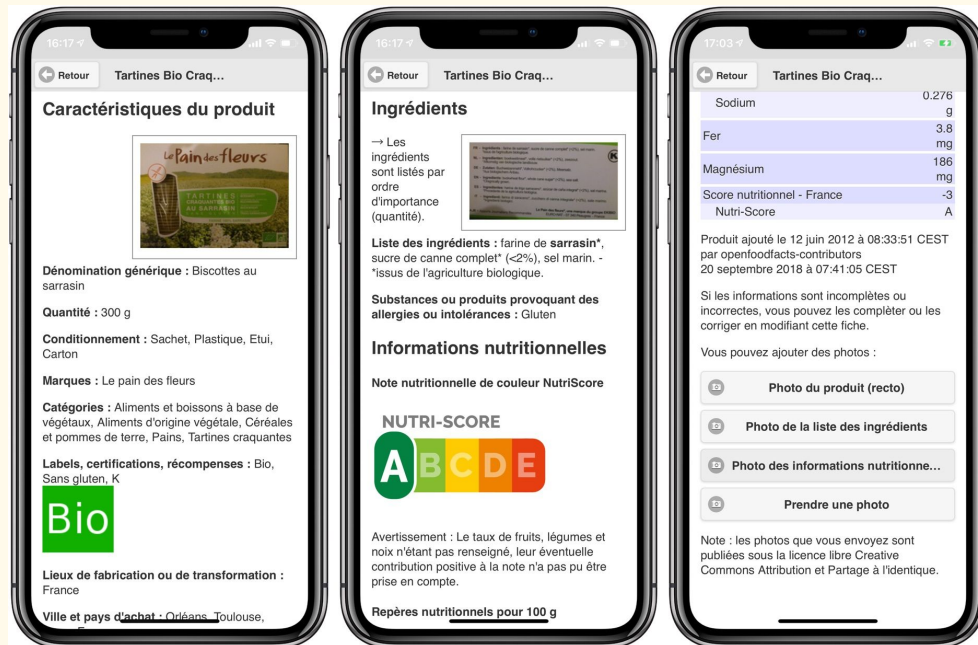 16:17
Retour
Tartines Bio Craq...
Caractéristiques du produit
Le Pain des fleurs
TARTINES
CRAQUANTES BIO
AU SARRASIN
Dénomination générique : Biscottes au
sarrasin
Quantité : 300 g
Conditionnement : Sachet, Plastique, Etui,
Carton
Marques : Le pain des fleurs
Catégories : Aliments et boissons à base de
végétaux, Aliments d'origine végétale, Céréales
et pommes de terre, Pains, Tartines craquantes
Labels, certifications, récompenses : Bio,
Sans gluten, K
Bio
Lieux de fabrication ou de transformation :
France
Ville et pays d'achat : Orléans, Toulouse,
16:17
Retour
Tartines Bio Craq...
Ingrédients
→ Les
ingrédients
sont listés par
ordre
d'importance
(quantité).
K
Liste des ingrédients : farine de sarrasin*,
sucre de canne complet* (<2%), sel marin. -
*issus de l'agriculture biologique.
Substances ou produits provoquant des
allergies ou intolérances : Gluten
Informations nutritionnelles
Note nutritionnelle de couleur NutriScore
NUTRI-SCORE
A B C D E
Avertissement : Le taux de fruits, légumes et
noix n'étant pas renseigné, leur éventuelle
contribution positive à la note n'a pas pu être
prise en compte.
Repères nutritionnels pour 100 g
17:03
Retour
Tartines Bio Craq...
Sodium 0.276 g
Fer 3.8 mg
Magnésium 186 mg
Score nutritionnel - France -3
Nutri-Score A
Produit ajouté le 12 juin 2012 à 08:33:51 CEST
par openfoodfacts-contributors
20 septembre 2018 à 07:41:05 CEST
Si les informations sont incomplètes ou
incorrectes, vous pouvez les complèter ou les
corriger en modifiant cette fiche.
Vous pouvez ajouter des photos :
Photo du produit (recto)
Photo de la liste des ingrédients
Photo des informations nutritionne...
Prendre une photo
Note : les photos que vous envoyez sont
publiées sous la licence libre Creative
Commons Attribution et Partage à l'identique.